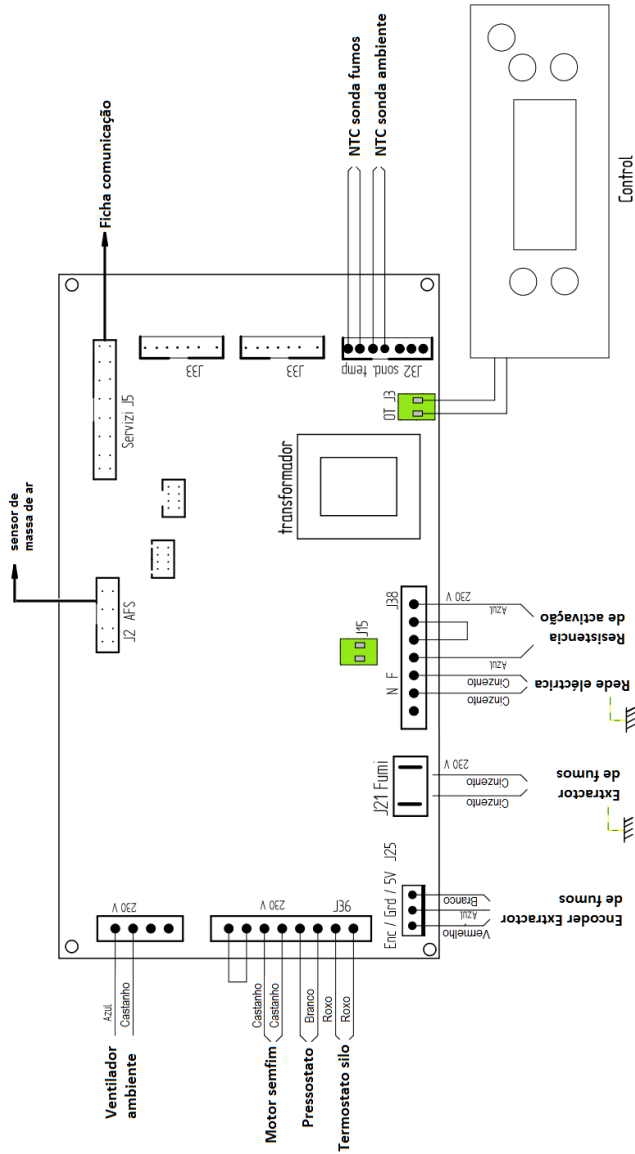 Ficha comunicação
NTC sonda fumos
NTC sonda ambiente
sensor de
massa de ar
Servizi J5
J33
J33
J32 sond. temp
OT J3
Control
transformador
J2 AFS
J15
J38
230 V
Azul
Azul
Resistencia
de activação
N F
Cinzento
Cinzento
Rede eléctrica
J21 Fumi
230 V
Cinzento
Cinzento
Extractor
de fumos
J25
Enc / Grd / 5V
Branco
Azul
Vermelho
Encoder Extractor
de fumos
230 V
Azul
Castanho
Ventilador
ambiente
230 V
J36
Castanho
Castanho
Motor semfim
Branco
Pressostato
Roxo
Roxo
Termostato silo